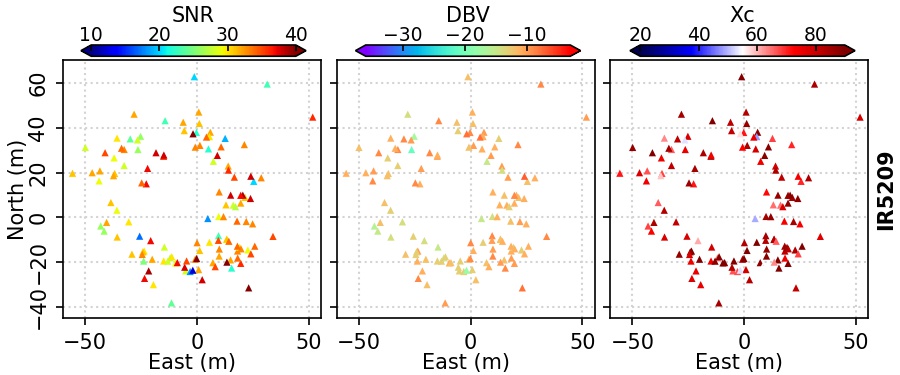 SNR DBV Xc
10 20 30 40 −30 −20 −10 20 40 60 80
60
40
20
0
−20
−40
North (m)
IR5209
−50 0 50 −50 0 50 −50 0 50
East (m) East (m) East (m)